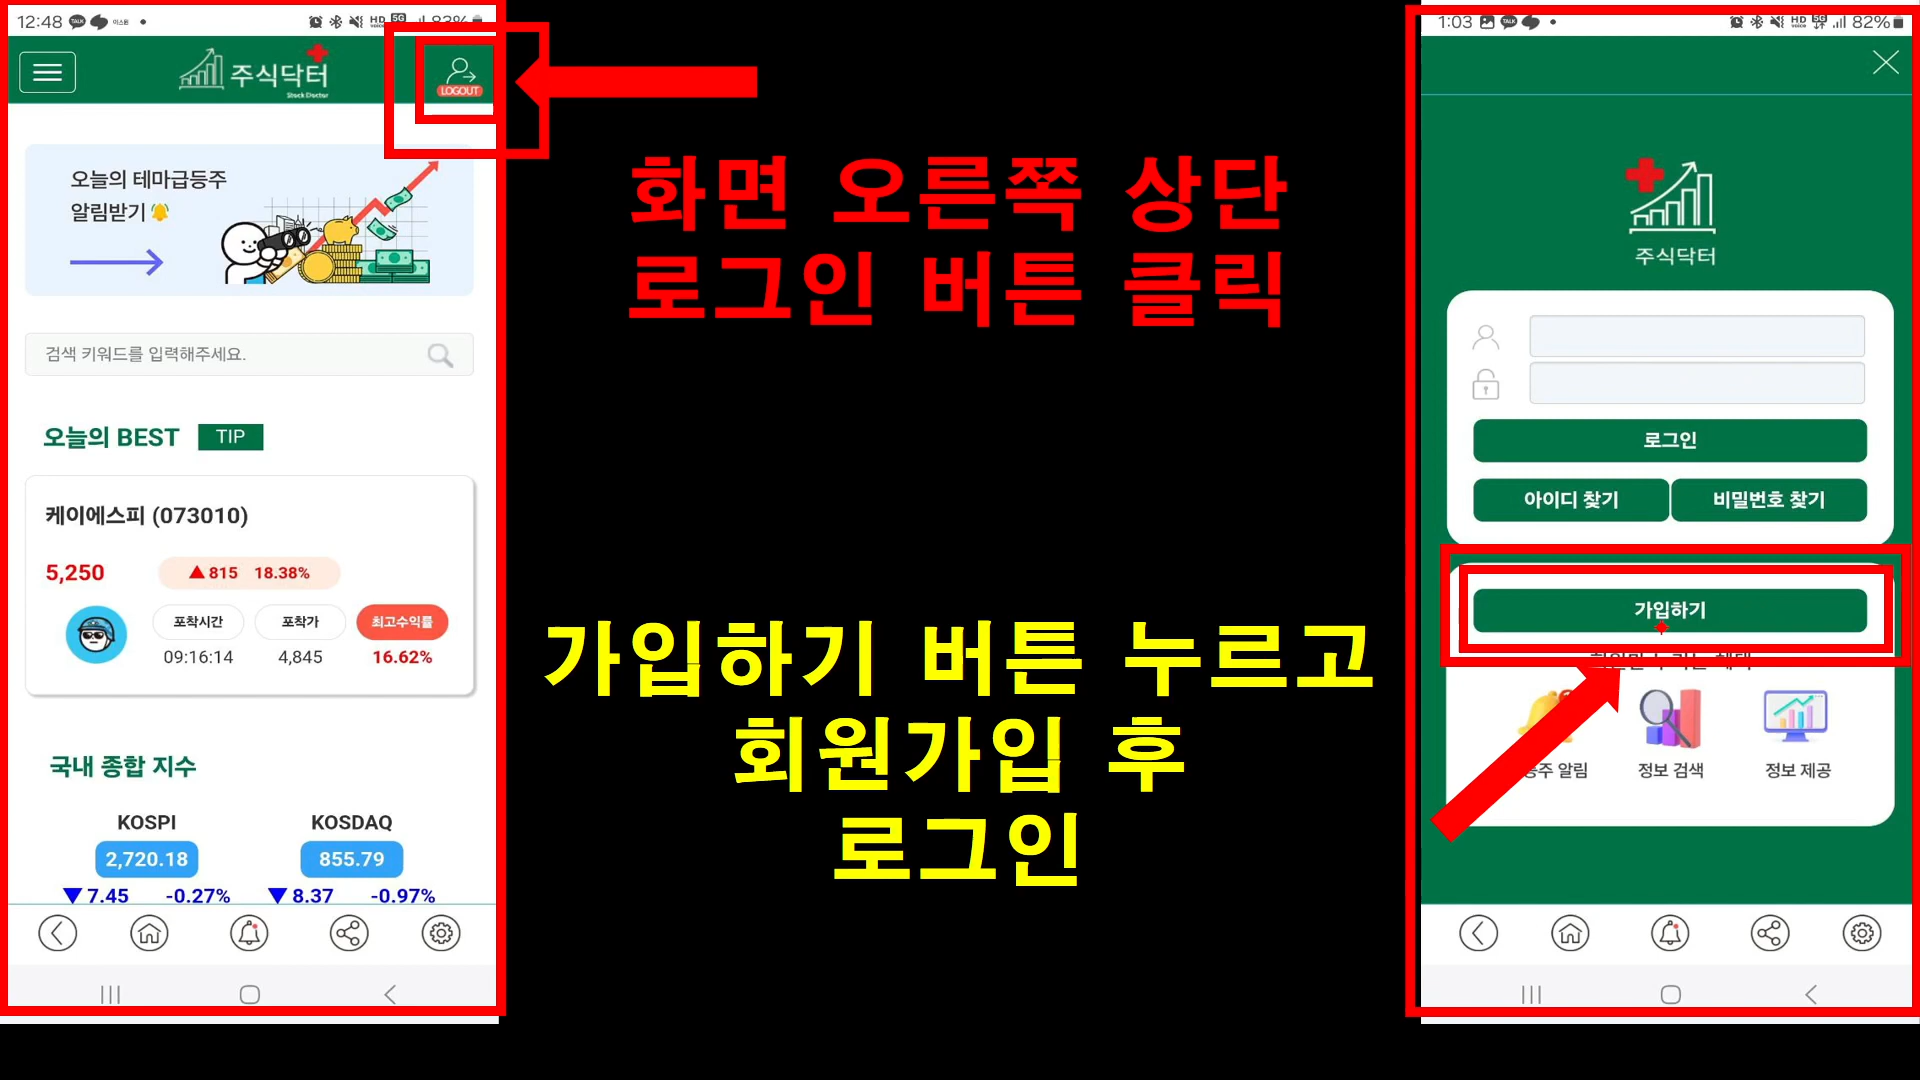 12:48
HD
5G
83%
주식닥터
Stock Doctor
LOGOUT
오늘의 테마급등주
알림받기
검색 키워드를 입력해주세요.
오늘의 BEST TIP
케이에스피 (073010)
5,250 ▲815 18.38%
포착시간 포착가 최고수익률
09:16:14 4,845 16.62%
국내 종합 지수
KOSPI KOSDAQ
2,720.18 855.79
▼7.45 -0.27% ▼8.37 -0.97%
화면 오른쪽 상단
로그인 버튼 클릭
가입하기 버튼 누르고
회원가입 후
로그인
1:03
HD
5G
82%
주식닥터
로그인
아이디 찾기 비밀번호 찾기
가입하기
주 알림 정보 검색 정보 제공